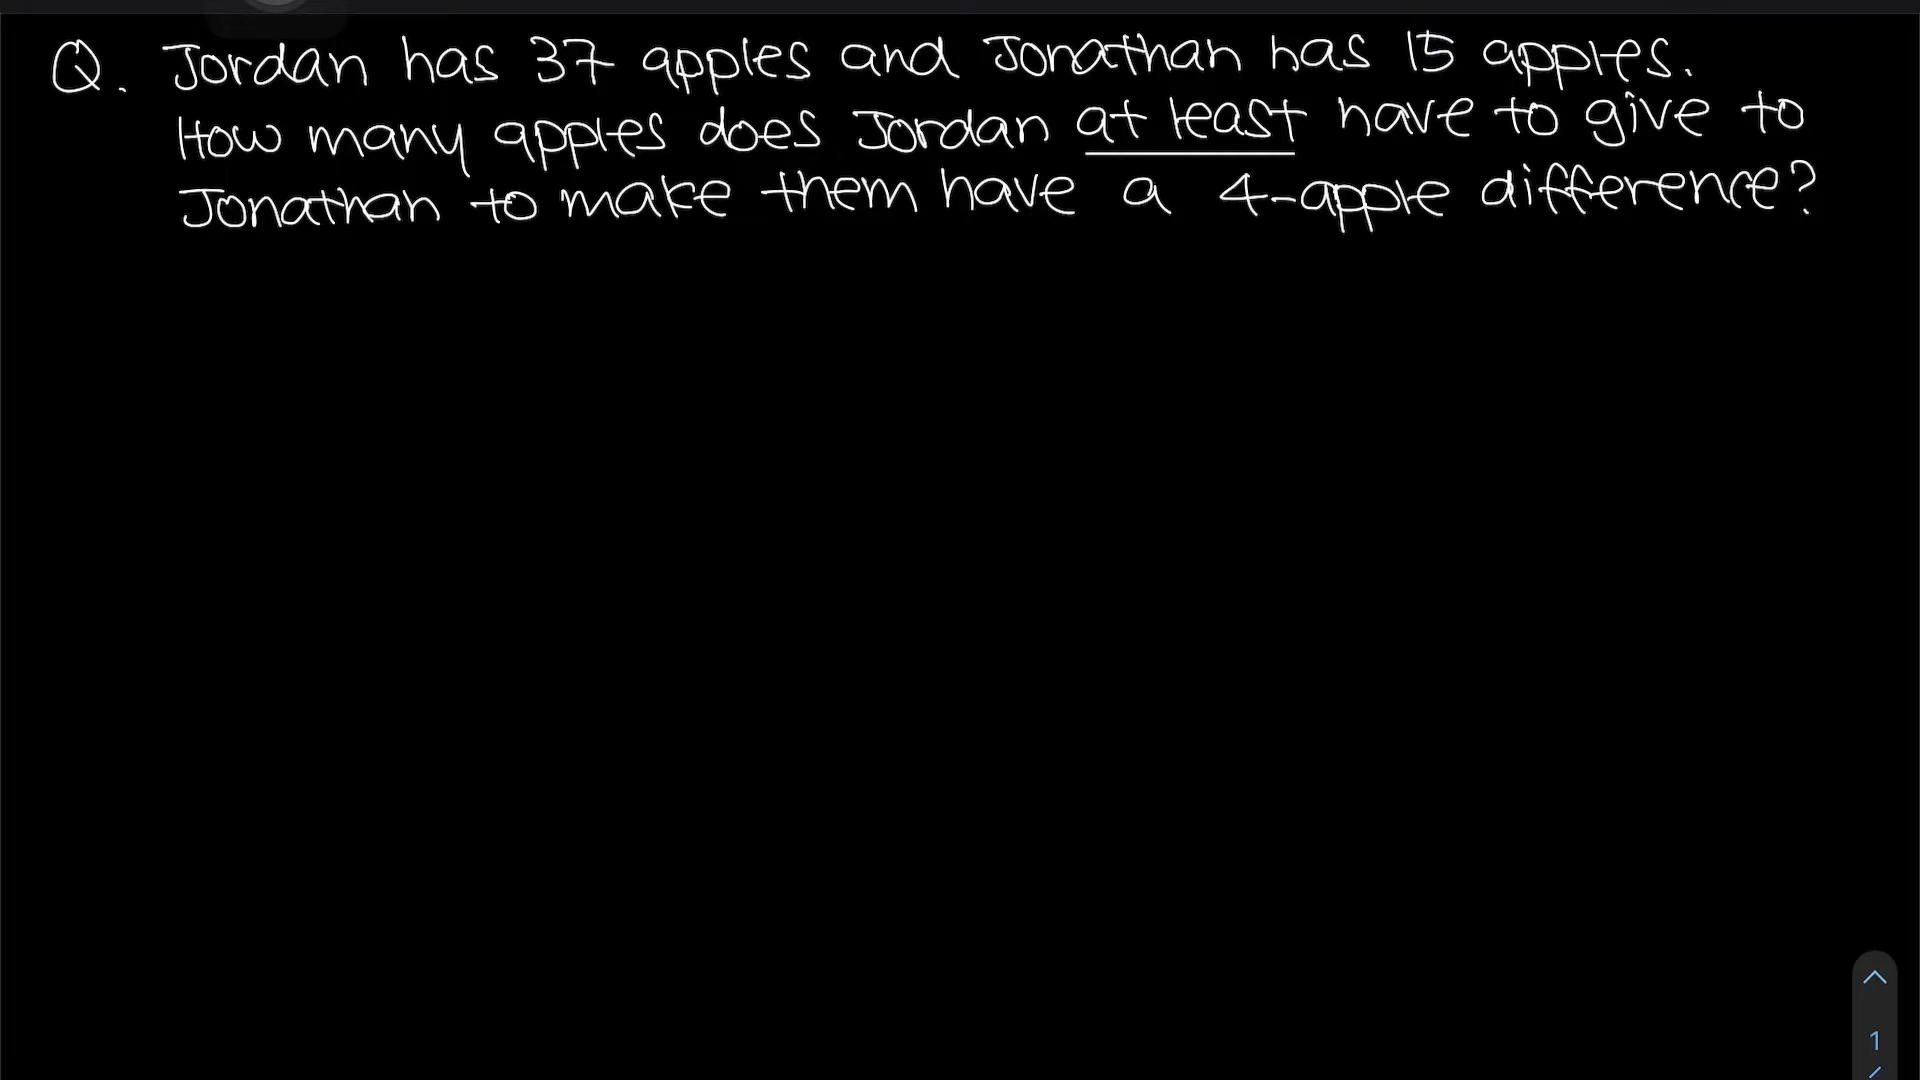 Q. Jordan has 37 apples and Jonathan has 15 apples.
How many apples does Jordan at least have to give to
Jonathan to make them have a 4-apple difference?
1